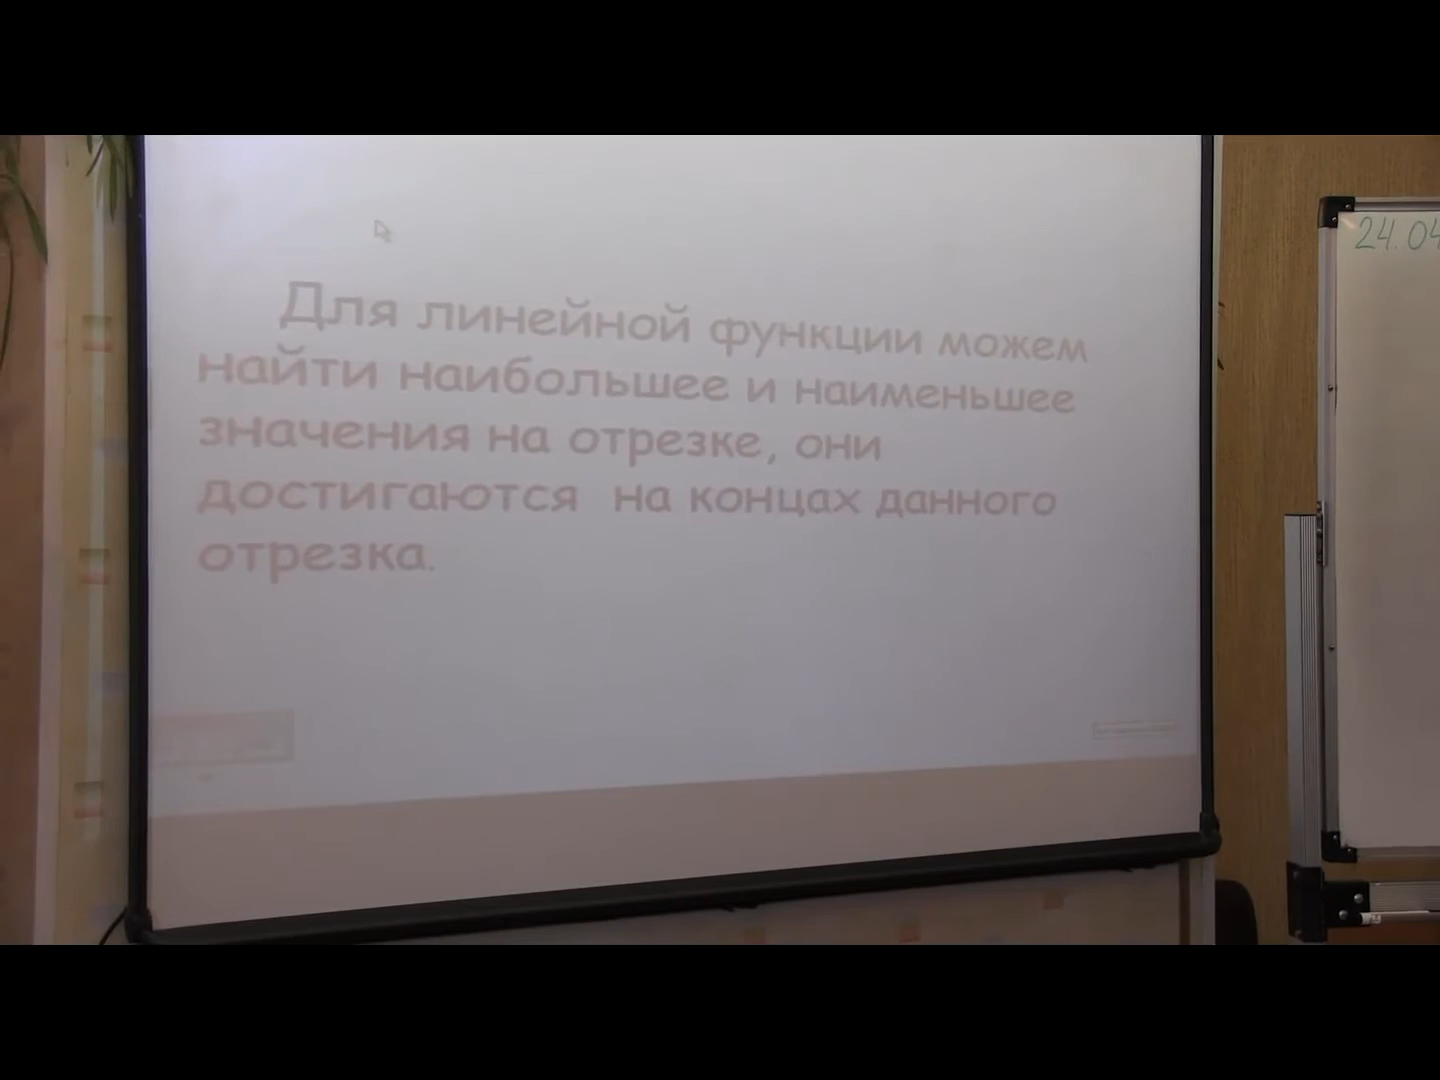 Для линейной функции можем
найти наибольшее и наименьшее
значения на отрезке, они
достигаются на концах данного
отрезка.
24.04